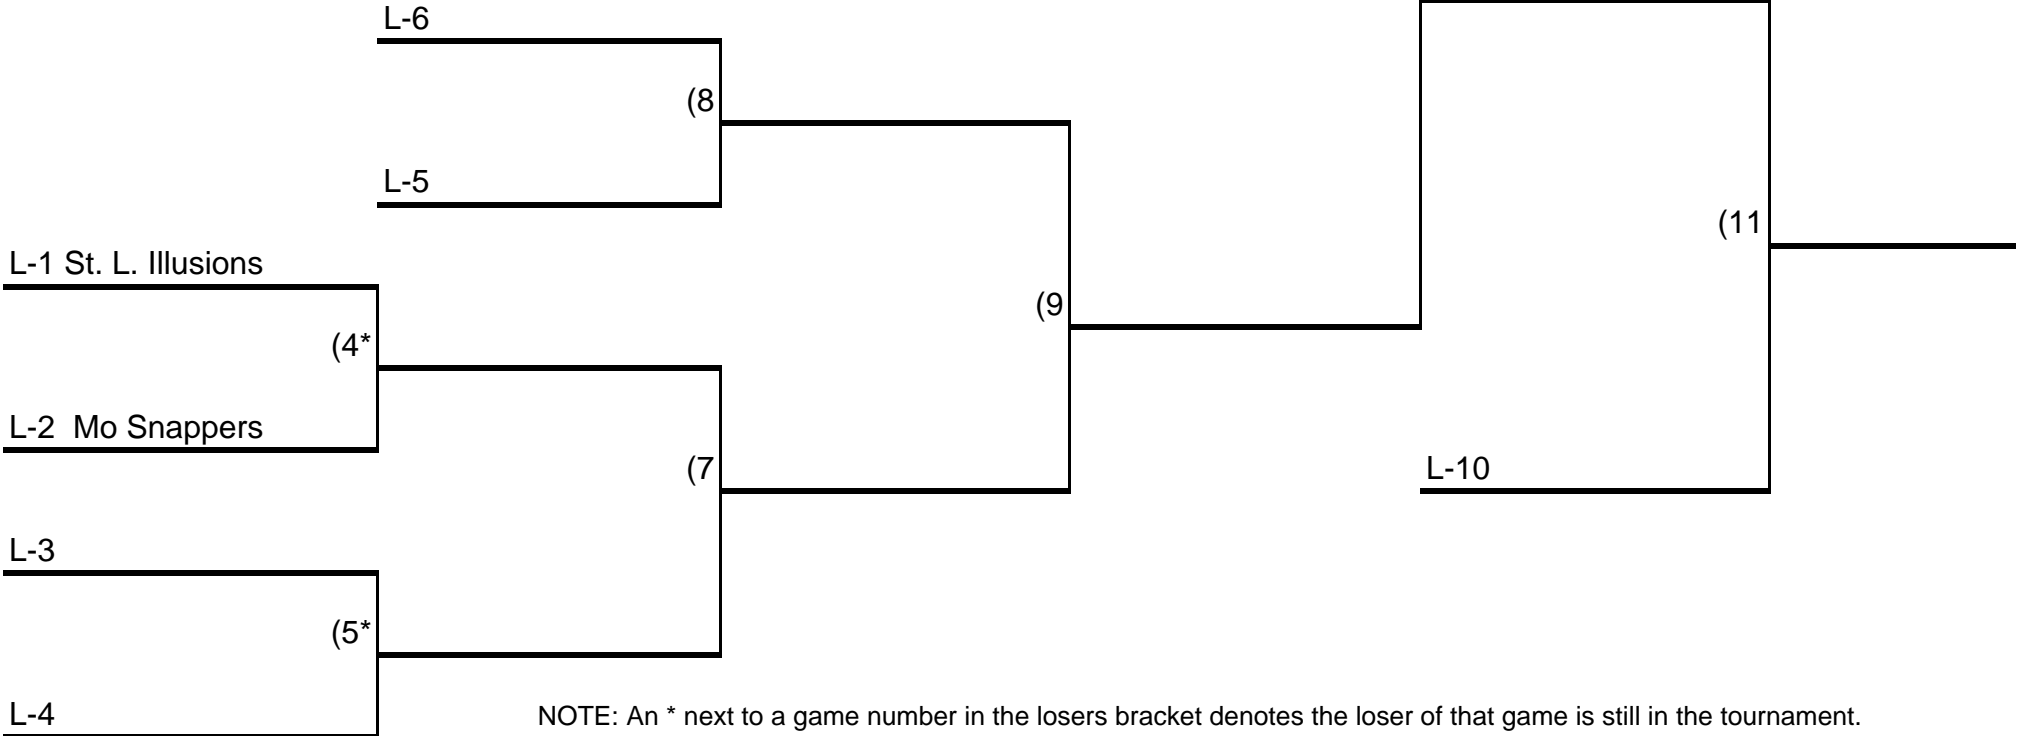 L-6
(8
L-5
(11
L-1 St. L. Illusions
(9
(4*
L-2  Mo Snappers
(7
L-10
L-3
(5*
L-4
NOTE: An * next to a game number in the losers bracket denotes the loser of that game is still in the tournament.